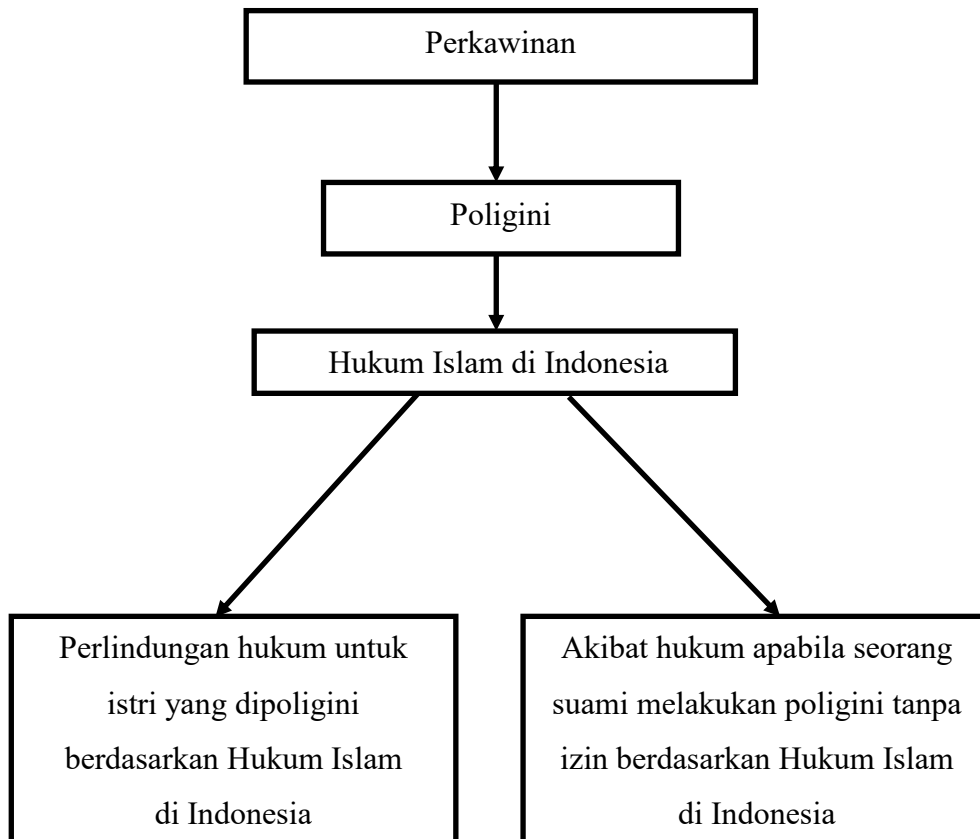 Perkawinan
Poligini
Hukum Islam di Indonesia
Perlindungan hukum untuk
istri yang dipoligini
berdasarkan Hukum Islam
di Indonesia
Akibat hukum apabila seorang
suami melakukan poligini tanpa
izin berdasarkan Hukum Islam
di Indonesia